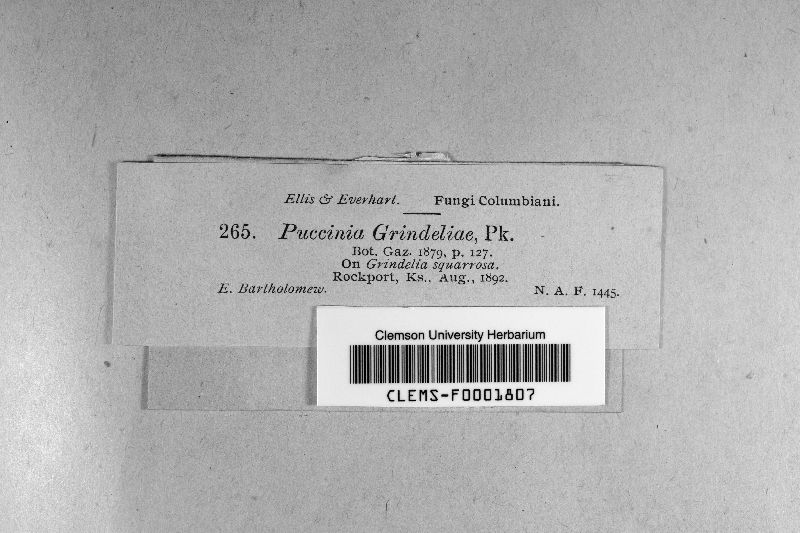 Ellis & Everhart. Fungi Columbiani.
265. Puccinia Grindeliae, Pk.
Bot. Gaz. 1879, p. 127.
On Grindelia squarrosa.
Rockport, Ks., Aug., 1892.
E. Bartholomew. N. A. F. 1445.
Clemson University Herbarium
CLEMS-F0001807